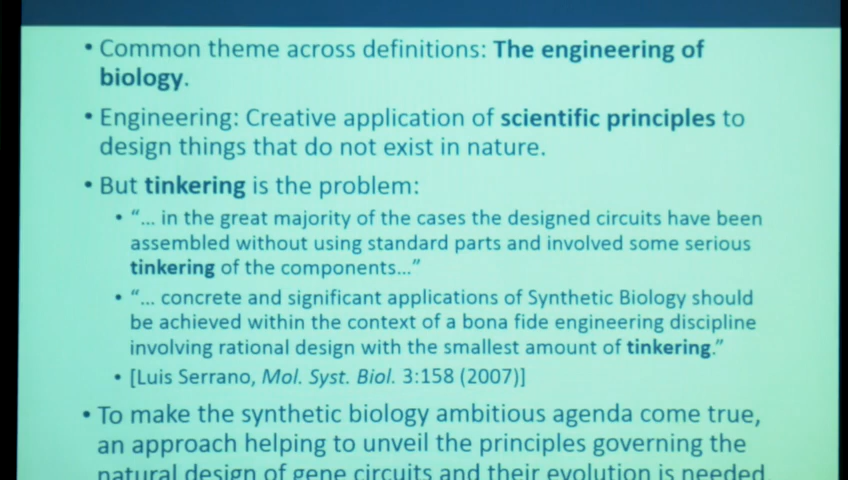 • Common theme across definitions: The engineering of
biology.
• Engineering: Creative application of scientific principles to
design things that do not exist in nature.
• But tinkering is the problem:
• “... in the great majority of the cases the designed circuits have been
assembled without using standard parts and involved some serious
tinkering of the components...”
• “... concrete and significant applications of Synthetic Biology should
be achieved within the context of a bona fide engineering discipline
involving rational design with the smallest amount of tinkering.”
• [Luis Serrano, Mol. Syst. Biol. 3:158 (2007)]
• To make the synthetic biology ambitious agenda come true,
an approach helping to unveil the principles governing the
natural design of gene circuits and their evolution is needed